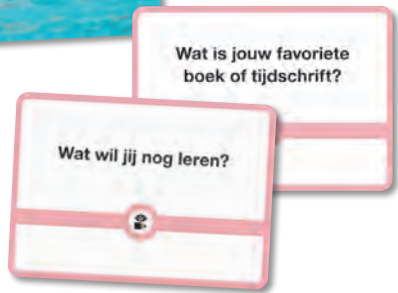 Wat is jouw favoriete
boek of tijdschrift?
Wat wil jij nog leren?